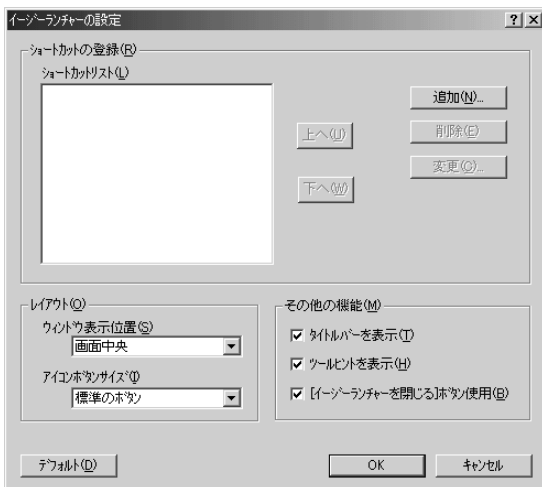 イージーランチャーの設定
ショートカットの登録(R)
ショートカットリスト(L)
追加(N)...
上へ(U)
削除(E)
変更(C)...
下へ(W)
レイアウト(O)
ウィンドウ表示位置(S)
画面中央
アイコンボタンサイズ(I)
標準のボタン
その他の機能(M)
タイトルバーを表示(T)
ツールヒントを表示(H)
[イージーランチャーを閉じる]ボタン使用(B)
デフォルト(D)
OK
キャンセル